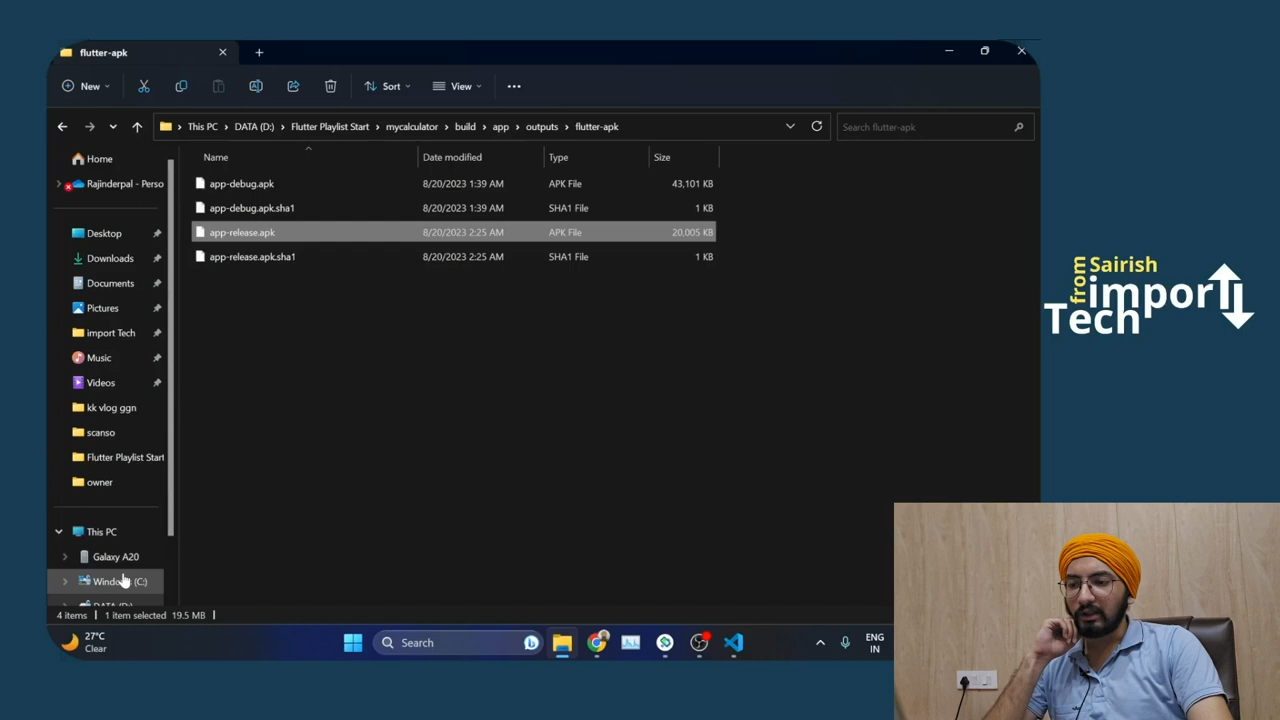 flutter-apk
New
Sort
View
This PC > DATA (D:) > Flutter Playlist Start > mycalculator > build > app > outputs > flutter-apk
Search flutter-apk
Name Date modified Type Size
app-debug.apk 8/20/2023 1:39 AM APK File 43,101 KB
app-debug.apk.sha1 8/20/2023 1:39 AM SHA1 File 1 KB
app-release.apk 8/20/2023 2:25 AM APK File 20,005 KB
app-release.apk.sha1 8/20/2023 2:25 AM SHA1 File 1 KB
Home
Rajinderpal - Perso
Desktop
Downloads
Documents
Pictures
import Tech
Music
Videos
kk vlog ggn
scanso
Flutter Playlist Start
owner
This PC
Galaxy A20
Windows (C:)
DATA (D:)
4 items 1 item selected 19.5 MB
27°C
Clear
Search
ENG
IN
from
Sairish
import
Tech